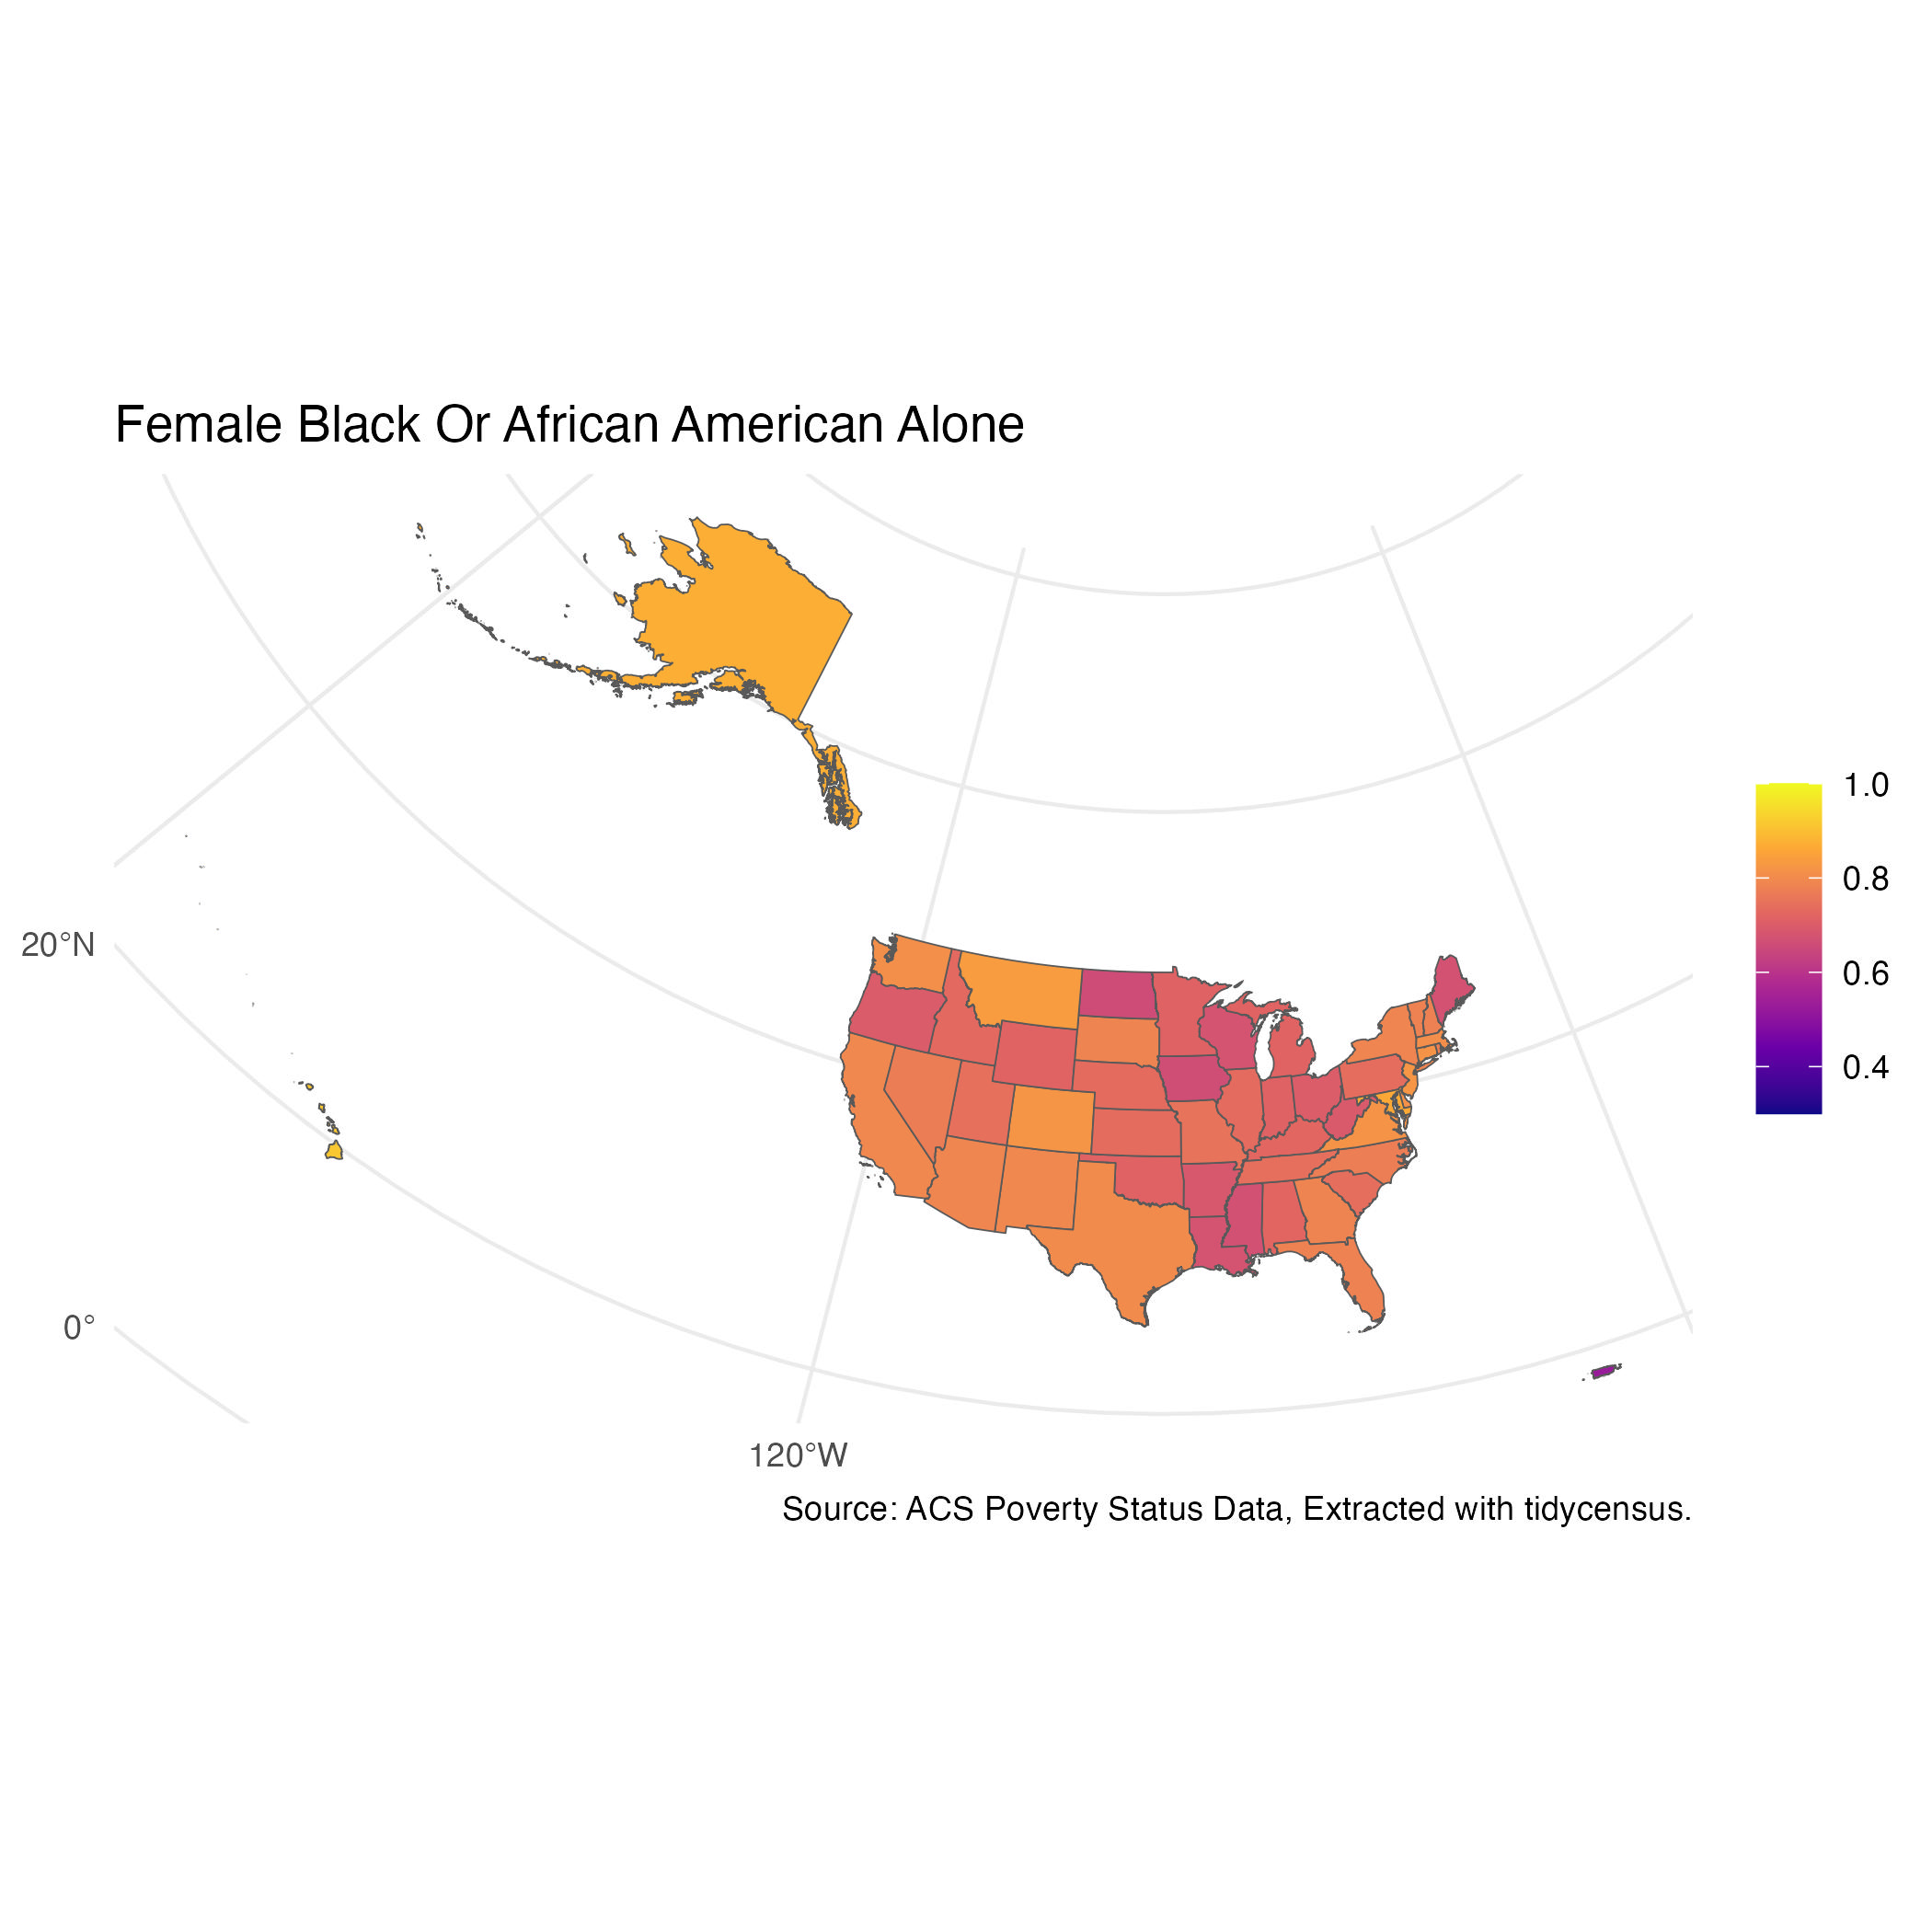 Female Black Or African American Alone
1.0
0.8
20°N
0.6
0.4
0°
120°W
Source: ACS Poverty Status Data, Extracted with tidycensus.